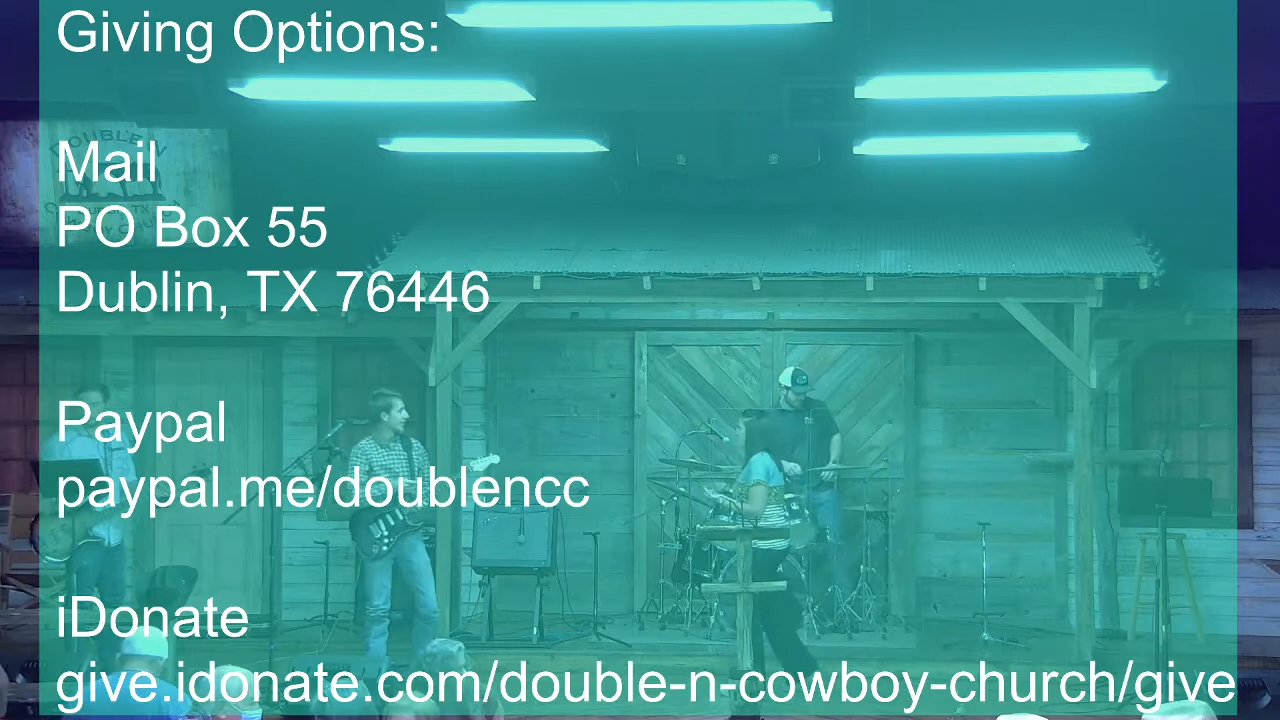 Giving Options:
DOUBLE N
Mail
PO Box 55
Dublin, TX 76446
Paypal
paypal.me/doublencc
iDonate
give.idonate.com/double-n-cowboy-church/give